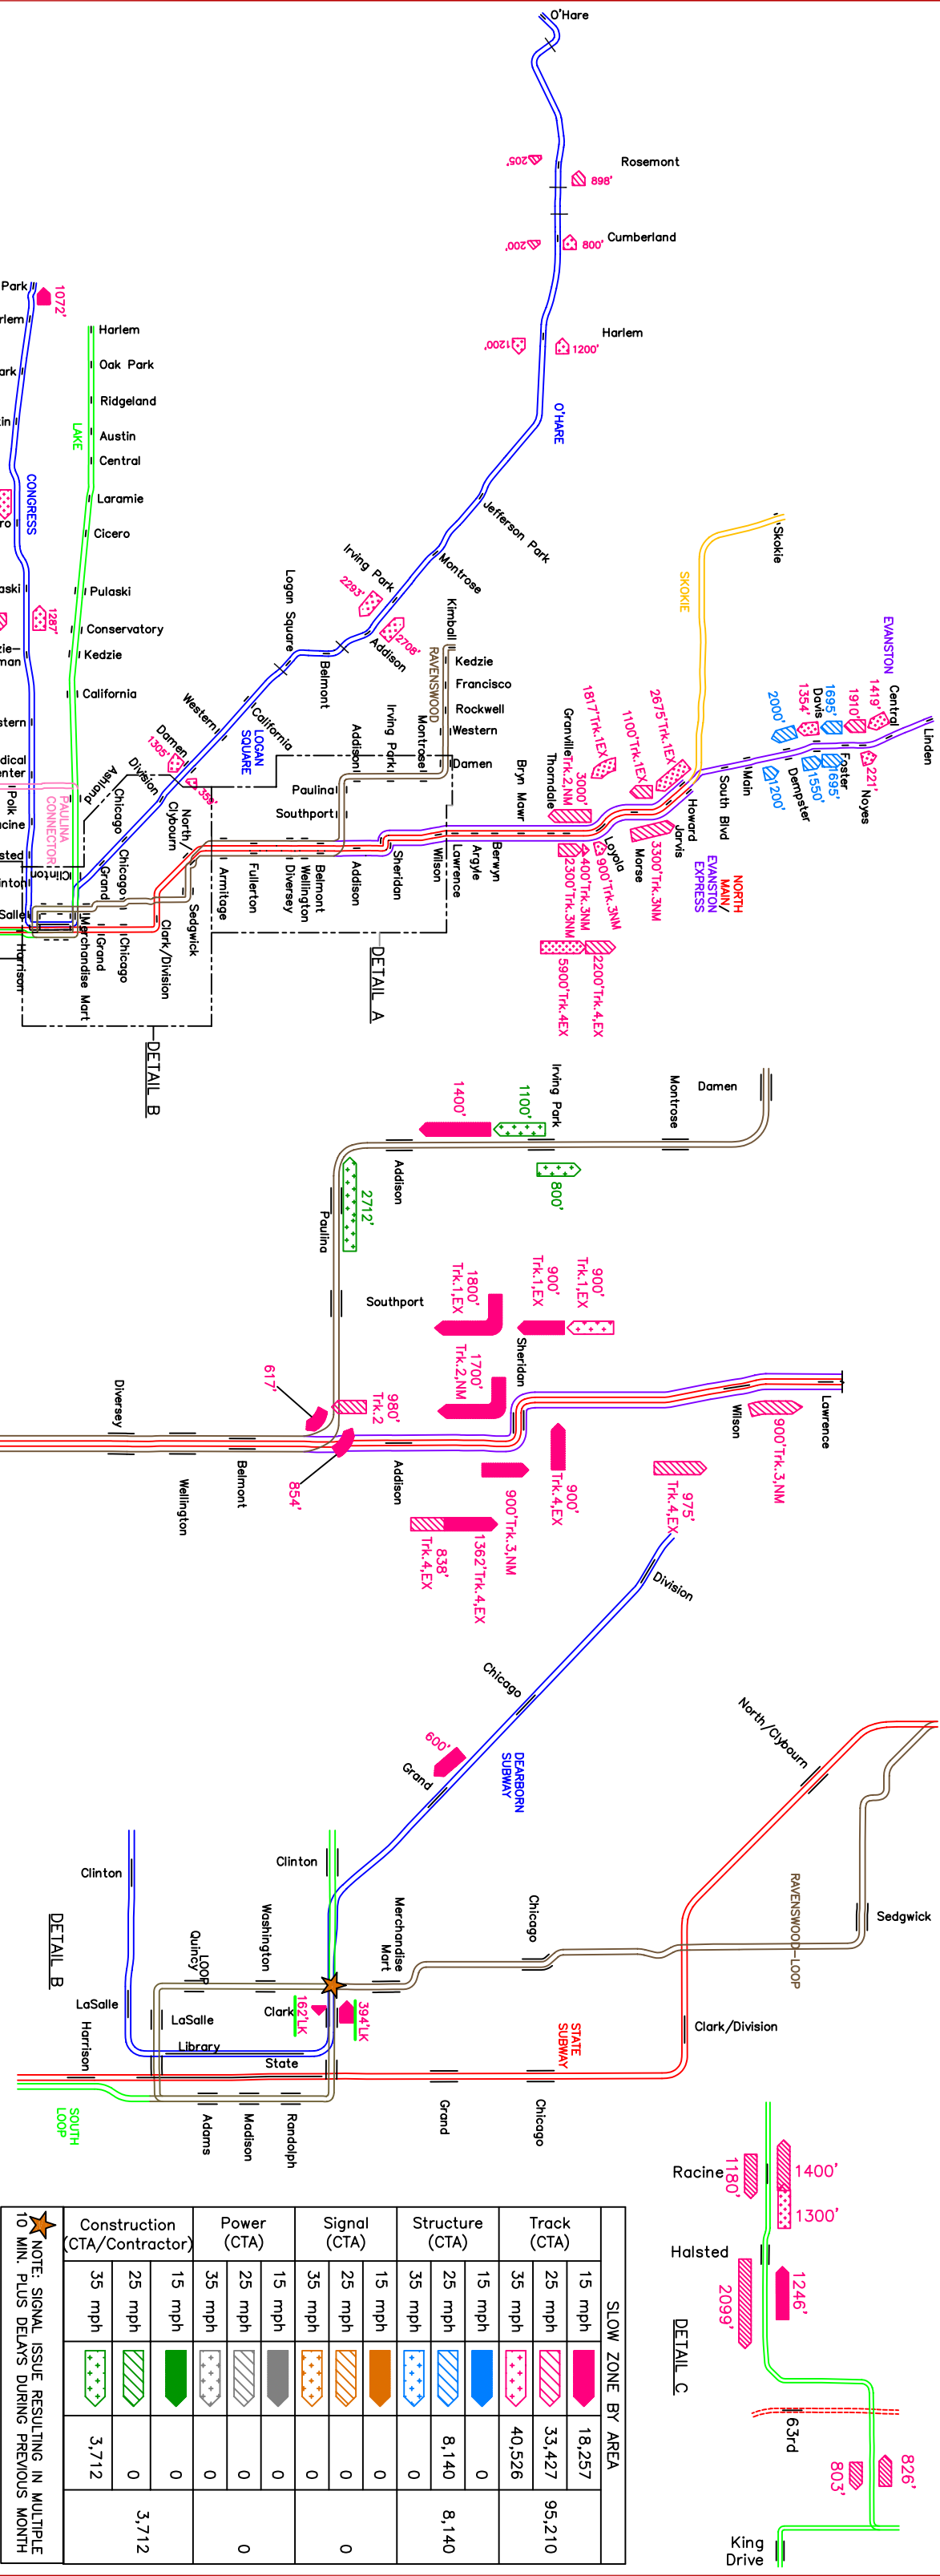 O'Hare
Rosemont
205'
898'
Cumberland
200'
800'
Harlem
1200'
1200'
O'HARE
Jefferson Park
Montrose
Irving Park
2293'
2708'
Addison
Logan Square
Belmont
California
LOGAN
SQUARE
Western
Damen
1305'
359'
Division
Park
1072'
CONGRESS
1287'
Harlem
Oak Park
Ridgeland
Austin
Central
LAKE
Laramie
Cicero
Pulaski
Conservatory
Kedzie
California
Ashland
PAULINA
CONNECTOR
Polk
Clinton
Chicago
Chicago
Grand
Merchandise Mart
Grand
Chicago
Clark/Division
Sedgwick
North/
Clybourn
Harrison
Kimball
RAVENSWOOD
Kedzie
Francisco
Rockwell
Western
Damen
Montrose
Irving Park
Addison
Paulina
Southport
Armitage
Fullerton
Diversey
Wellington
Belmont
Addison
Sheridan
Wilson
Lawrence
Argyle
Berwyn
Bryn Mawr
Thorndale
Granville
Loyola
Morse
Jarvis
Howard
South Blvd
Main
Dempster
Davis
Foster
Noyes
Central
Linden
EVANSTON
SKOKIE
Skokie
1419'
1910'
1695'
1354'
2000'
221'
1695'
1550'
1200'
2675'Trk.1EX
1100'Trk.1EX
1817'Trk.1EX
3000'
Trk.2,NM
3300'Trk.3NM
900'Trk.3NM
400'Trk.3NM
2300'Trk.3NM
2200'Trk.4,EX
5900'Trk.4EX
NORTH
MAIN/
EVANSTON
EXPRESS
DETAIL A
DETAIL B
Damen
Montrose
Irving Park
1100'
1400'
800'
Addison
2712'
Paulina
Southport
900'
Trk.1,EX
900'
Trk.1,EX
1800'
Trk.1,EX
1700'
Trk.2,NM
Sheridan
980'
Trk.2
617'
854'
Lawrence
Wilson
900'Trk.3,NM
975'
Trk.4,EX
900'
Trk.4,EX
900'Trk.3,NM
1362'Trk.4,EX
838'
Trk.4,EX
Addison
Belmont
Wellington
Diversey
Division
Chicago
600'
Grand
DEARBORN
SUBWAY
North/Clybourn
Sedgwick
RAVENSWOOD-LOOP
Clark/Division
STATE
SUBWAY
Chicago
Merchandise
Mart
Clinton
Clinton
Washington
Quincy
LOOP
Clark
394'LK
162'LK
LaSalle
LaSalle
Library
State
Harrison
Randolph
Madison
Adams
Grand
Chicago
SOUTH
LOOP
DETAIL B
Racine
1180'
1400'
1300'
Halsted
1246'
2099'
DETAIL C
63rd
826'
803'
King
Drive
SLOW ZONE BY AREA
Track
(CTA)
15 mph 18,257
25 mph 33,427
35 mph 40,526
95,210
Structure
(CTA)
15 mph 0
25 mph 8,140
35 mph 0
8,140
Signal
(CTA)
15 mph 0
25 mph 0
35 mph 0
0
Power
(CTA)
15 mph 0
25 mph 0
35 mph 0
0
Construction
(CTA/Contractor)
15 mph 0
25 mph 0
35 mph 3,712
3,712
NOTE: SIGNAL ISSUE RESULTING IN MULTIPLE
10 MIN. PLUS DELAYS DURING PREVIOUS MONTH